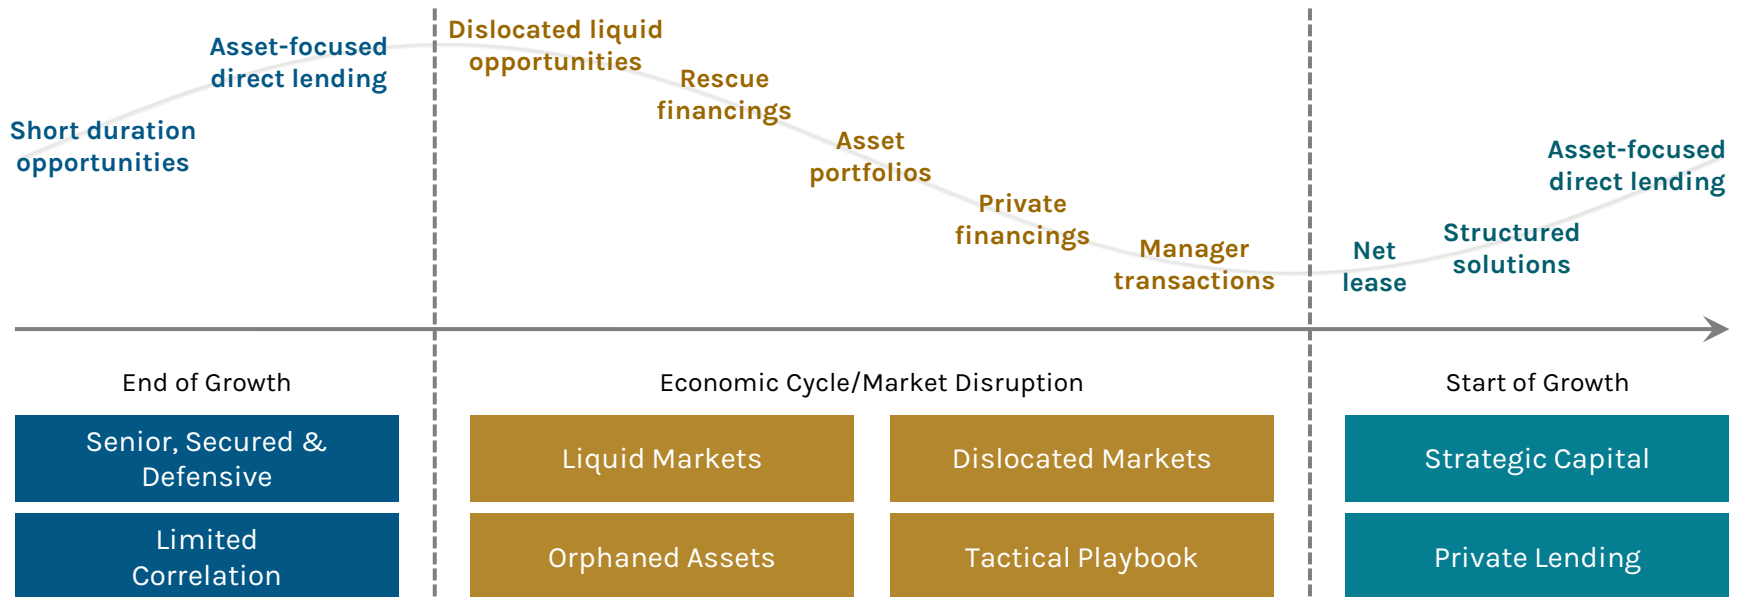 Short duration
opportunities
Asset-focused
direct lending
Dislocated liquid
opportunities
Rescue
financings
Asset
portfolios
Private
financings
Manager
transactions
Net
lease
Structured
solutions
Asset-focused
direct lending
End of Growth
Economic Cycle/Market Disruption
Start of Growth
Senior, Secured &
Defensive
Liquid Markets
Dislocated Markets
Strategic Capital
Limited
Correlation
Orphaned Assets
Tactical Playbook
Private Lending